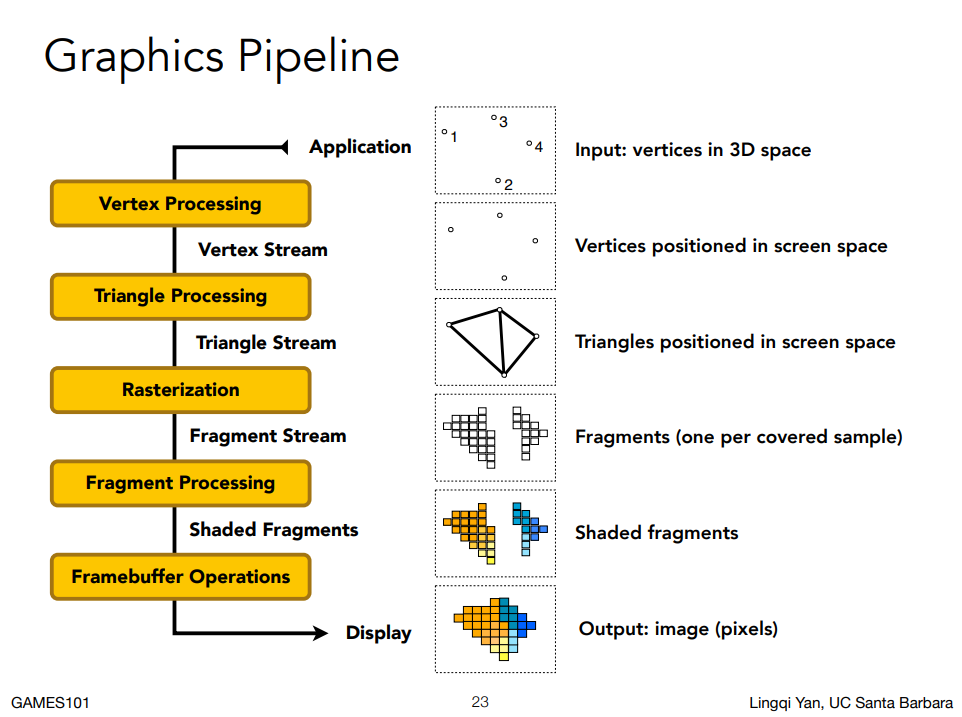 Graphics Pipeline
Application
Vertex Processing
Vertex Stream
Triangle Processing
Triangle Stream
Rasterization
Fragment Stream
Fragment Processing
Shaded Fragments
Framebuffer Operations
Display
1
3
4
2
Input: vertices in 3D space
Vertices positioned in screen space
Triangles positioned in screen space
Fragments (one per covered sample)
Shaded fragments
Output: image (pixels)
GAMES101
23
Lingqi Yan, UC Santa Barbara